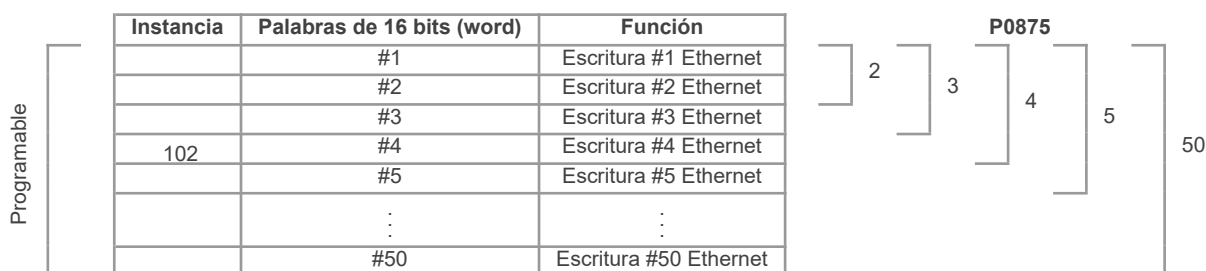 Instancia Palabras de 16 bits (word) Función P0875
#1 Escritura #1 Ethernet
#2 Escritura #2 Ethernet 2
#3 Escritura #3 Ethernet 3
Programable 102 #4 Escritura #4 Ethernet 4
#5 Escritura #5 Ethernet 5
: :
#50 Escritura #50 Ethernet 50